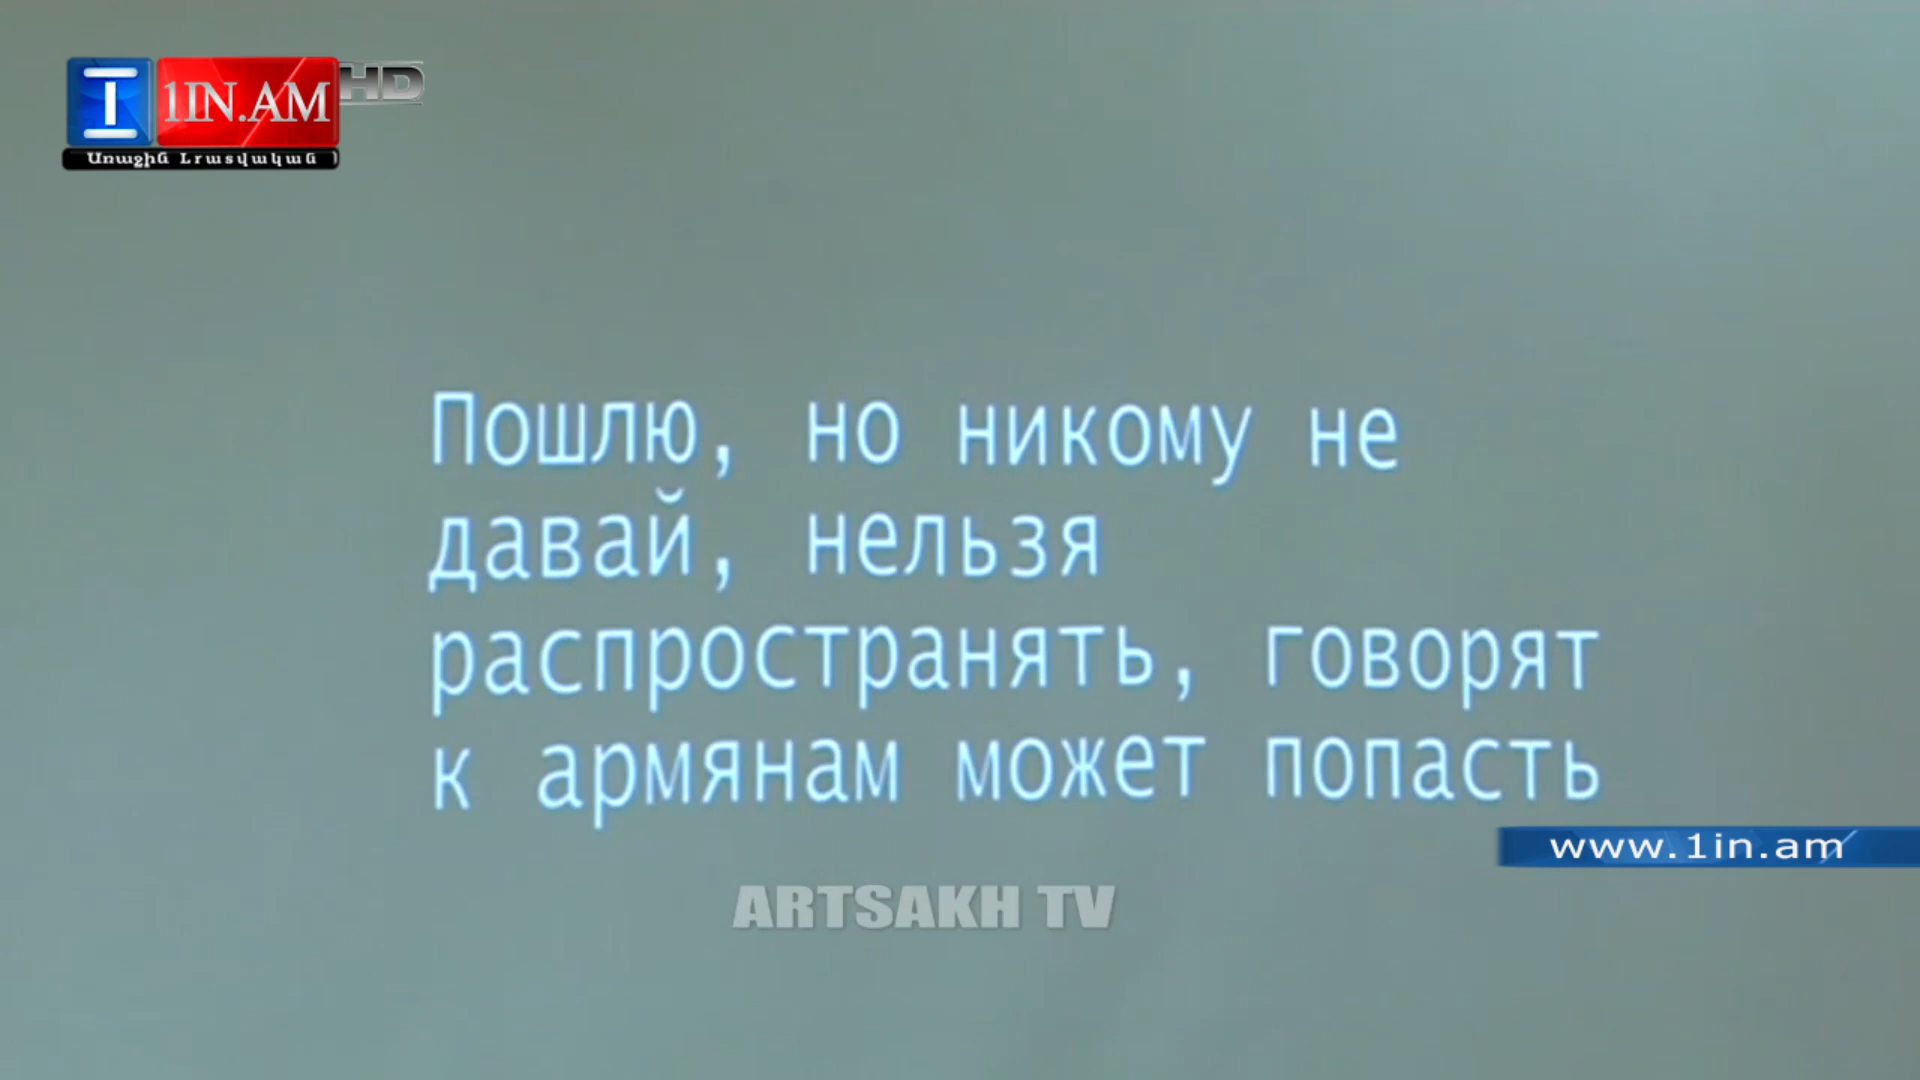 1IN.AM HD
Առաջին Լրատվական
Пошлю, но никому не
давай, нельзя
распространять, говорят
к армянам может попасть
www.1in.am
ARTSAKH TV